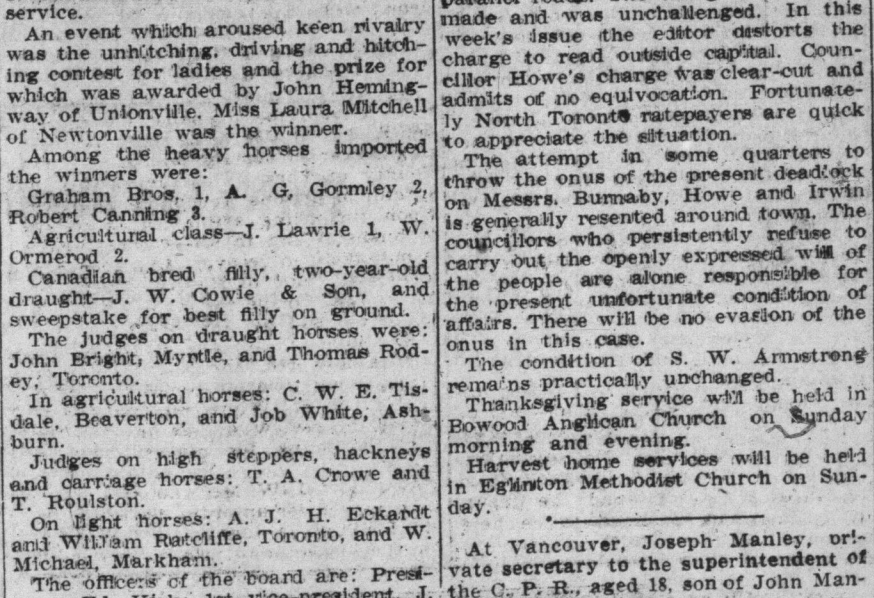 service.
An event which aroused keen rivalry
was the unhitching, driving and hitch-
ing contest for ladies and the prize for
which was awarded by John Heming-
way of Unionville. Miss Laura Mitchell
of Newtonville was the winner.
Among the heavy horses imported
the winners were:
Graham Bros. 1, A. G. Gormley 2,
Robert Canning 3.
Agricultural class—J. Lawrie 1, W.
Ormerod 2.
Canadian bred filly, two-year-old
draught—J. W. Cowie & Son, and
sweepstake for best filly on ground.
The judges on draught horses were:
John Bright, Myrtle, and Thomas Rod-
ey, Toronto.
In agricultural horses: C. W. E. Tis-
dale, Beaverton, and Job White, Ash-
burn.
Judges on high steppers, hackneys
and carriage horses: T. A. Crowe and
T. Roulston.
On light horses: A. J. H. Eckardt
and William Ratcliffe, Toronto, and W.
Michael, Markham.
The officers of the board are: Presi-
1st vice-president, J.
made and was unchallenged. In this
week's issue the editor distorts the
charge to read outside capital. Coun-
cillor Howe's charge was clear-cut and
admits of no equivocation. Fortunate-
ly North Toronto ratepayers are quick
to appreciate the situation.
The attempt in some quarters to
throw the onus of the present deadlock
on Messrs. Burnaby, Howe and Irwin
is generally resented around town. The
councillors who persistently refuse to
carry out the openly expressed will of
the people are alone responsible for
the present unfortunate condition of
affairs. There will be no evasion of the
onus in this case.
The condition of S. W. Armstrong
remains practically unchanged.
Thanksgiving service will be held in
Bowood Anglican Church on Sunday
morning and evening.
Harvest home services will be held
in Eglinton Methodist Church on Sun-
day.
At Vancouver, Joseph Manley, pri-
vate secretary to the superintendent of
the C. P. R., aged 18, son of John Man-